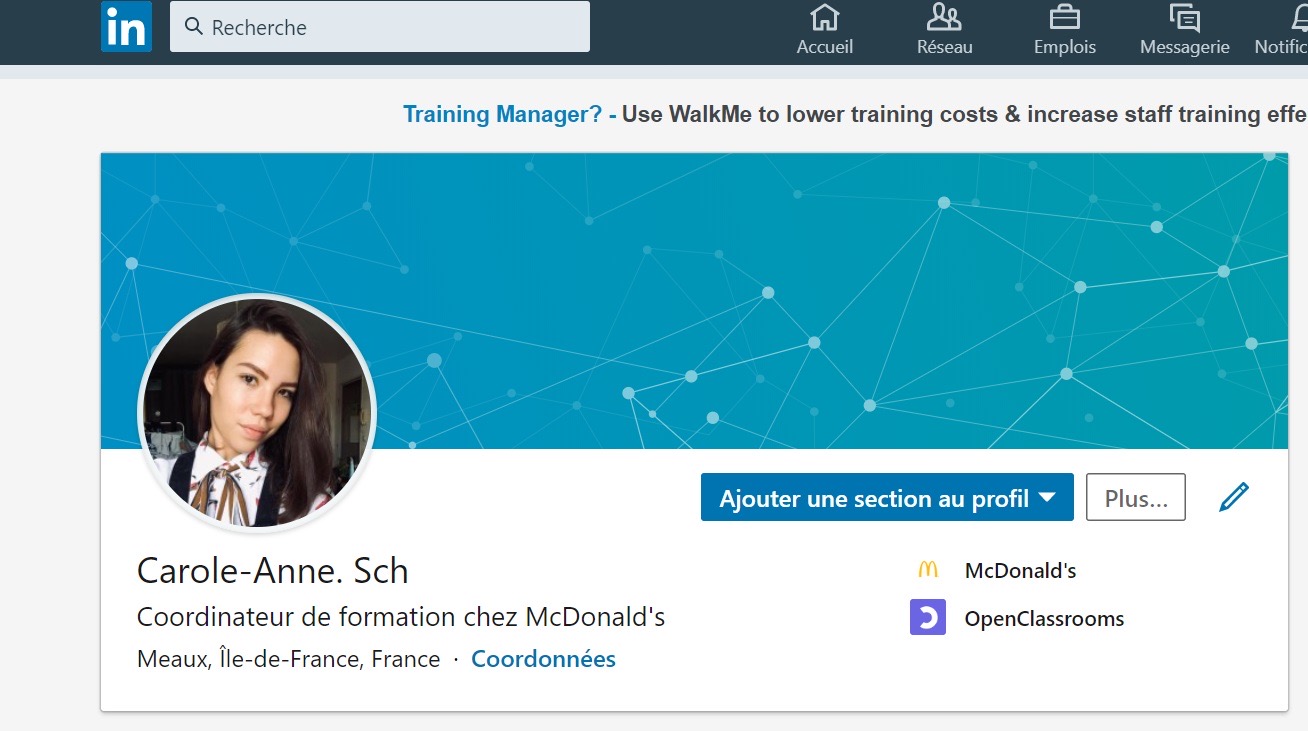 in
Recherche
Accueil
Réseau
Emplois
Messagerie
Training Manager? - Use WalkMe to lower training costs & increase staff training
Ajouter une section au profil
Plus...
Carole-Anne. Sch
McDonald's
Coordinateur de formation chez McDonald's
OpenClassrooms
Meaux, Île-de-France, France · Coordonnées